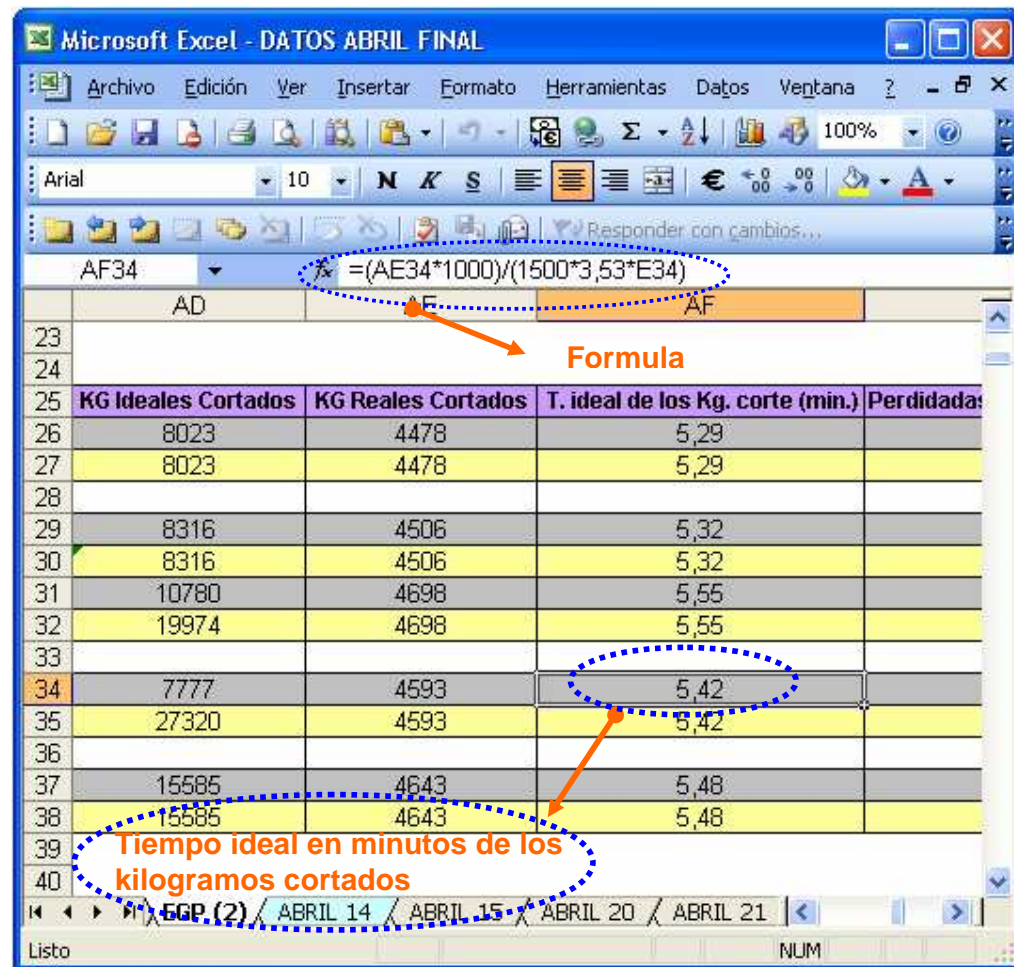 Microsoft Excel - DATOS ABRIL FINAL
Archivo Edición Ver Insertar Formato Herramientas Datos Ventana ?
100%
Arial 10 N K S
Responder con cambios...
AF34 fx =(AE34*1000)/(1500*3,53*E34)
AD AE AF
23
24 Formula
25 KG Ideales Cortados KG Reales Cortados T. ideal de los Kg. corte (min.) Perdidadas
26 8023 4478 5,29
27 8023 4478 5,29
28
29 8316 4506 5,32
30 8316 4506 5,32
31 10780 4698 5,55
32 19974 4698 5,55
33
34 7777 4593 5,42
35 27320 4593 5,42
36
37 15585 4643 5,48
38 15585 4643 5,48
39 Tiempo ideal en minutos de los
40 kilogramos cortados
EGP (2) ABRIL 14 ABRIL 15 ABRIL 20 ABRIL 21
Listo NUM